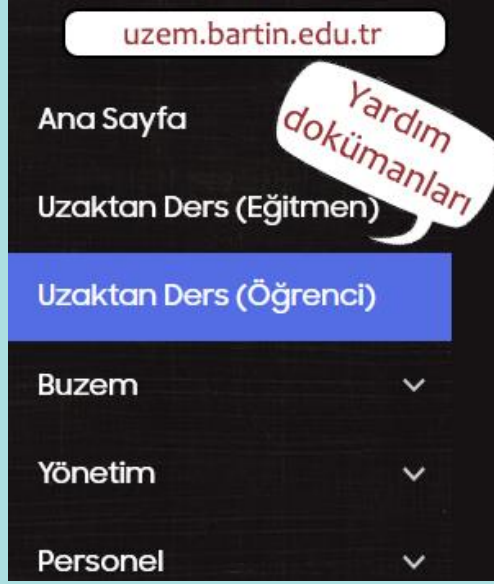 uzem.bartin.edu.tr
Yardım
dokümanları
Ana Sayfa
Uzaktan Ders (Eğitmen)
Uzaktan Ders (Öğrenci)
Buzem
Yönetim
Personel